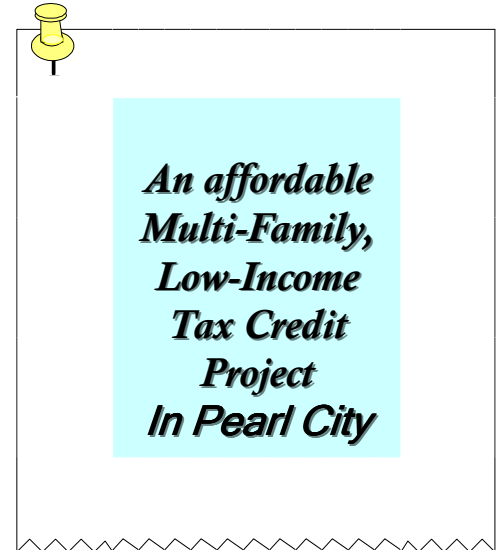 An affordable
Multi-Family,
Low-Income
Tax Credit
Project
In Pearl City